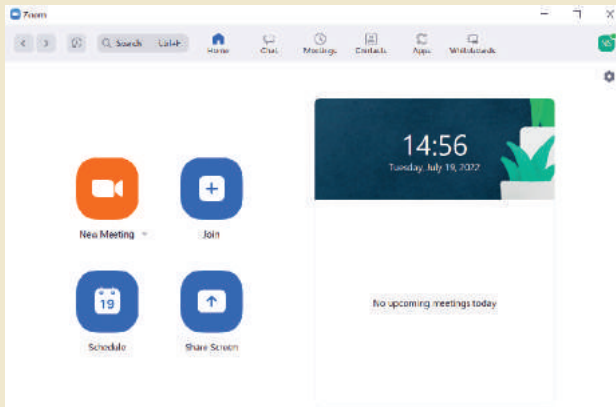 Zoom
Search Ctrl+F
Home
Chat
Meetings
Contacts
Apps
Whiteboards
14:56
Tuesday, July 19, 2022
New Meeting
Join
19
Schedule
Share Screen
No upcoming meetings today